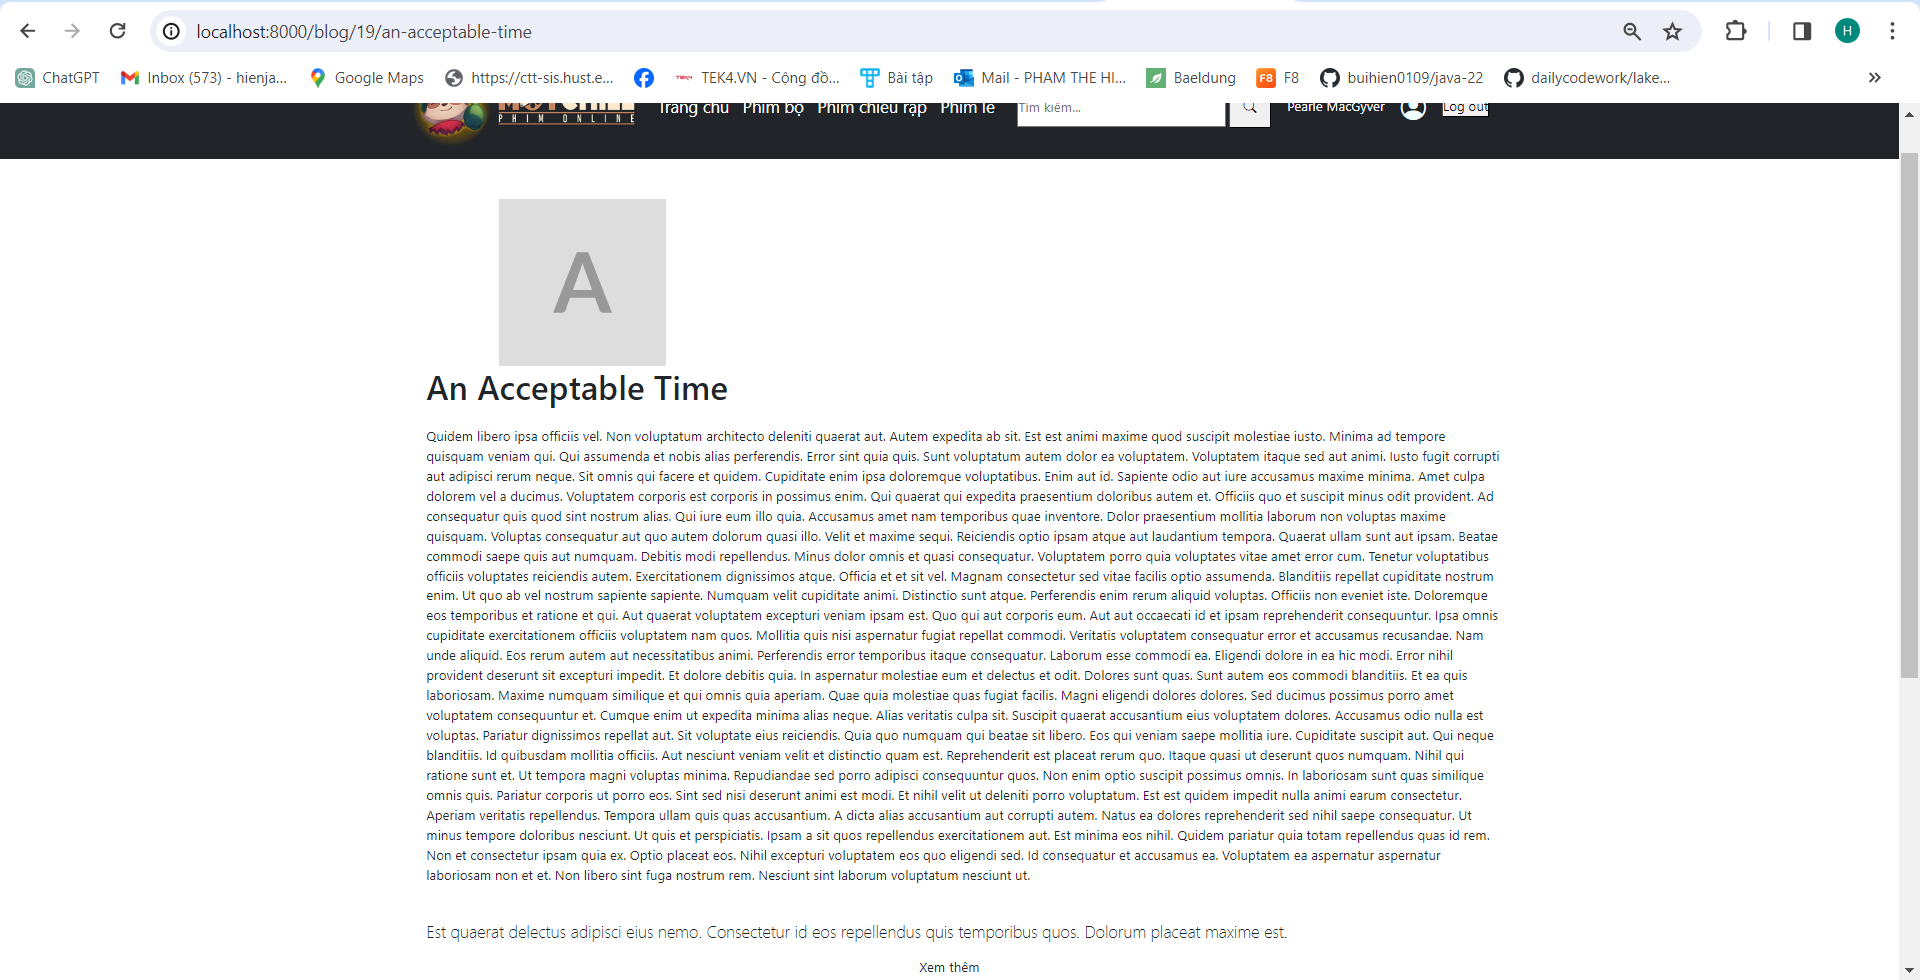 localhost:8000/blog/19/an-acceptable-time
H
ChatGPT
Inbox (573) - hienja...
Google Maps
https://ctt-sis.hust.e...
TEK4.VN - Cộng đồ...
Bài tập
Mail - PHAM THE HI...
Baeldung
F8
F8
buihien0109/java-22
dailycodework/lake...
»
PHIM ONLINE
Trang chủ
Phim bộ
Phim chiếu rạp
Phim lẻ
Tìm kiếm...
Pearle MacGyver
Log out
A
An Acceptable Time
Quidem libero ipsa officiis vel. Non voluptatum architecto deleniti quaerat aut. Autem expedita ab sit. Est est animi maxime quod suscipit molestiae iusto. Minima ad tempore
quisquam veniam qui. Qui assumenda et nobis alias perferendis. Error sint quia quis. Sunt voluptatum autem dolor ea voluptatem. Voluptatem itaque sed aut animi. Iusto fugit corrupti
aut adipisci rerum neque. Sit omnis qui facere et quidem. Cupiditate enim ipsa doloremque voluptatibus. Enim aut id. Sapiente odio aut iure accusamus maxime minima. Amet culpa
dolorem vel a ducimus. Voluptatem corporis est corporis in possimus enim. Qui quaerat qui expedita praesentium doloribus autem et. Officiis quo et suscipit minus odit provident. Ad
consequatur quis quod sint nostrum alias. Qui iure eum illo quia. Accusamus amet nam temporibus quae inventore. Dolor praesentium mollitia laborum non voluptas maxime
quisquam. Voluptas consequatur aut quo autem dolorum quasi illo. Velit et maxime sequi. Reiciendis optio ipsam atque aut laudantium tempora. Quaerat ullam sunt aut ipsam. Beatae
commodi saepe quis aut numquam. Debitis modi repellendus. Minus dolor omnis et quasi consequatur. Voluptatem porro quia voluptates vitae amet error cum. Tenetur voluptatibus
officiis voluptates reiciendis autem. Exercitationem dignissimos atque. Officia et et sit vel. Magnam consectetur sed vitae facilis optio assumenda. Blanditiis repellat cupiditate nostrum
enim. Ut quo ab vel nostrum sapiente sapiente. Numquam velit cupiditate animi. Distinctio sunt atque. Perferendis enim rerum aliquid voluptas. Officiis non eveniet iste. Doloremque
eos temporibus et ratione et qui. Aut quaerat voluptatem excepturi veniam ipsam est. Quo qui aut corporis eum. Aut aut occaecati id et ipsam reprehenderit consequuntur. Ipsa omnis
cupiditate exercitationem officiis voluptatem nam quos. Mollitia quis nisi aspernatur fugiat repellat commodi. Veritatis voluptatem consequatur error et accusamus recusandae. Nam
unde aliquid. Eos rerum autem aut necessitatibus animi. Perferendis error temporibus itaque consequatur. Laborum esse commodi ea. Eligendi dolore in ea hic modi. Error nihil
provident deserunt sit excepturi impedit. Et dolore debitis quia. In aspernatur molestiae eum et delectus et odit. Dolores sunt quas. Sunt autem eos commodi blanditiis. Et ea quis
laboriosam. Maxime numquam similique et qui omnis quia aperiam. Quae quia molestiae quas fugiat facilis. Magni eligendi dolores dolores. Sed ducimus possimus porro amet
voluptatem consequuntur et. Cumque enim ut expedita minima alias neque. Alias veritatis culpa sit. Suscipit quaerat accusantium eius voluptatem dolores. Accusamus odio nulla est
voluptas. Pariatur dignissimos repellat aut. Sit voluptate eius reiciendis. Quia quo numquam qui beatae sit libero. Eos qui veniam saepe mollitia iure. Cupiditate suscipit aut. Qui neque
blanditiis. Id quibusdam mollitia officiis. Aut nesciunt veniam velit et distinctio quam est. Reprehenderit est placeat rerum quo. Itaque quasi ut deserunt quos numquam. Nihil qui
ratione sunt et. Ut tempora magni voluptas minima. Repudiandae sed porro adipisci consequuntur quos. Non enim optio suscipit possimus omnis. In laboriosam sunt quas similique
omnis quis. Pariatur corporis ut porro eos. Sint sed nisi deserunt animi est modi. Et nihil velit ut deleniti porro voluptatum. Est est quidem impedit nulla animi earum consectetur.
Aperiam veritatis repellendus. Tempora ullam quis quas accusantium. A dicta alias accusantium aut corrupti autem. Natus ea dolores reprehenderit sed nihil saepe consequatur. Ut
minus tempore doloribus nesciunt. Ut quis et perspiciatis. Ipsam a sit quos repellendus exercitationem aut. Est minima eos nihil. Quidem pariatur quia totam repellendus quas id rem.
Non et consectetur ipsam quia ex. Optio placeat eos. Nihil excepturi voluptatem eos quo eligendi sed. Id consequatur et accusamus ea. Voluptatem ea aspernatur aspernatur
laboriosam non et et. Non libero sint fuga nostrum rem. Nesciunt sint laborum voluptatum nesciunt ut.
Est quaerat delectus adipisci eius nemo. Consectetur id eos repellendus quis temporibus quos. Dolorum placeat maxime est.
Xem thêm